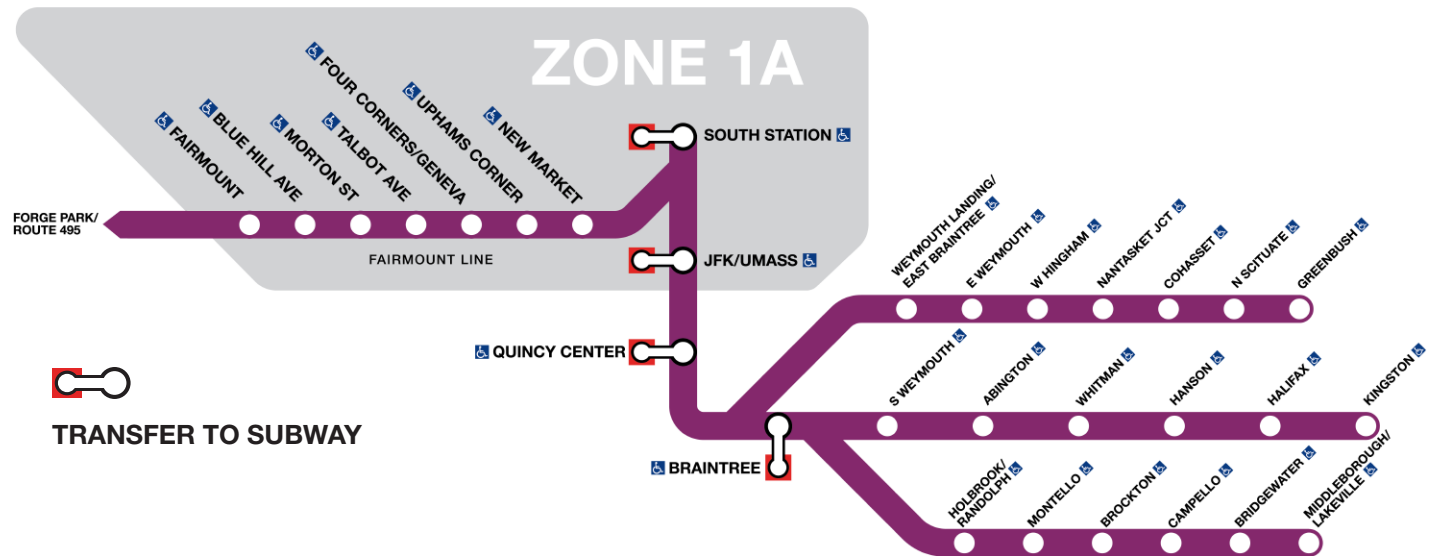 ZONE 1A
FAIRMOUNT
BLUE HILL AVE
MORTON ST
TALBOT AVE
FOUR CORNERS/GENEVA
UPHAMS CORNER
NEW MARKET
SOUTH STATION
FORGE PARK/
ROUTE 495
FAIRMOUNT LINE
JFK/UMASS
QUINCY CENTER
BRAINTREE
WEYMOUTH LANDING/
EAST BRAINTREE
E WEYMOUTH
W HINGHAM
NANTASKET JCT
COHASSET
N SCITUATE
GREENBUSH
S WEYMOUTH
ABINGTON
WHITMAN
HANSON
HALIFAX
KINGSTON
HOLBROOK/
RANDOLPH
MONTELLO
BROCKTON
CAMPELLO
BRIDGEWATER
MIDDLEBOROUGH/
LAKEVILLE
TRANSFER TO SUBWAY